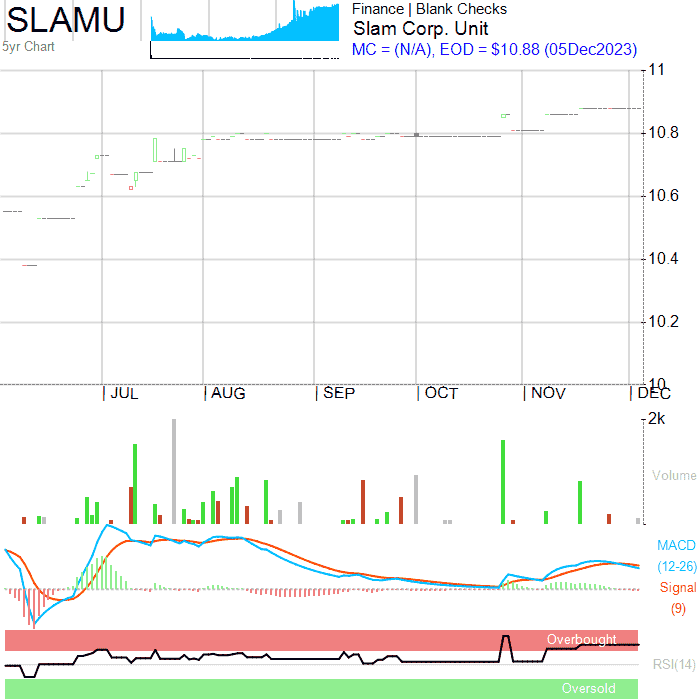 SLAMU
5yr Chart
Finance | Blank Checks
Slam Corp. Unit
MC = (N/A), EOD = $10.88 (05Dec2023)
11
10.8
10.6
10.4
10.2
10
JUL AUG SEP OCT NOV DEC
2k
Volume
MACD
(12-26)
Signal
(9)
Overbought
RSI(14)
Oversold